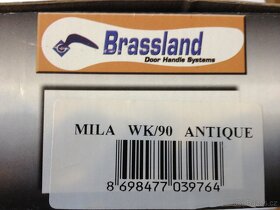 Brassland
Door Handle Systems
MILA WK/90 ANTIQUE
8 698477 039764